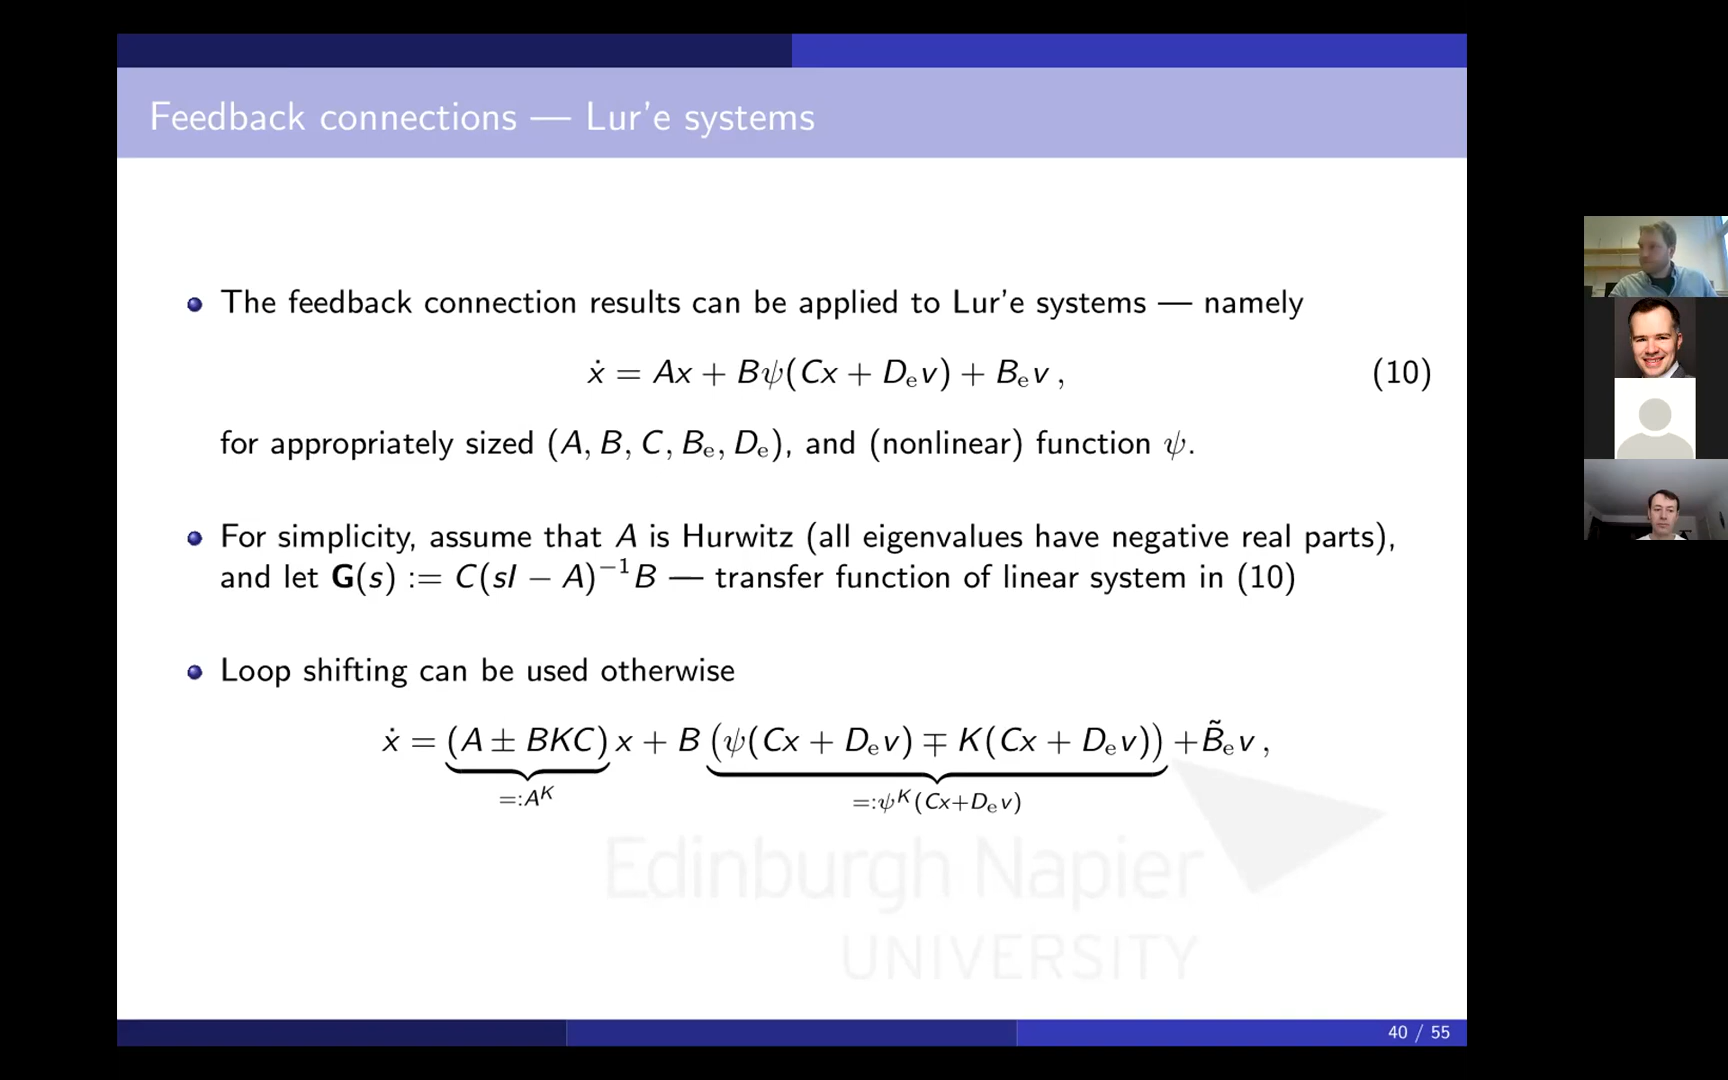 Feedback connections — Lur'e systems
The feedback connection results can be applied to Lur'e systems — namely
ẋ = Ax + Bψ(Cx + Dₑv) + Bₑv , (10)
for appropriately sized (A, B, C, Bₑ, Dₑ), and (nonlinear) function ψ.
For simplicity, assume that A is Hurwitz (all eigenvalues have negative real parts),
and let G(s) := C(sI − A)⁻¹B — transfer function of linear system in (10)
Loop shifting can be used otherwise
ẋ = (A ± BKC) x + B (ψ(Cx + Dₑv) ∓ K(Cx + Dₑv)) + B̃ₑv ,
=:Aᴷ =:ψᴷ(Cx+Dₑv)
Edinburgh Napier
UNIVERSITY
40 / 55